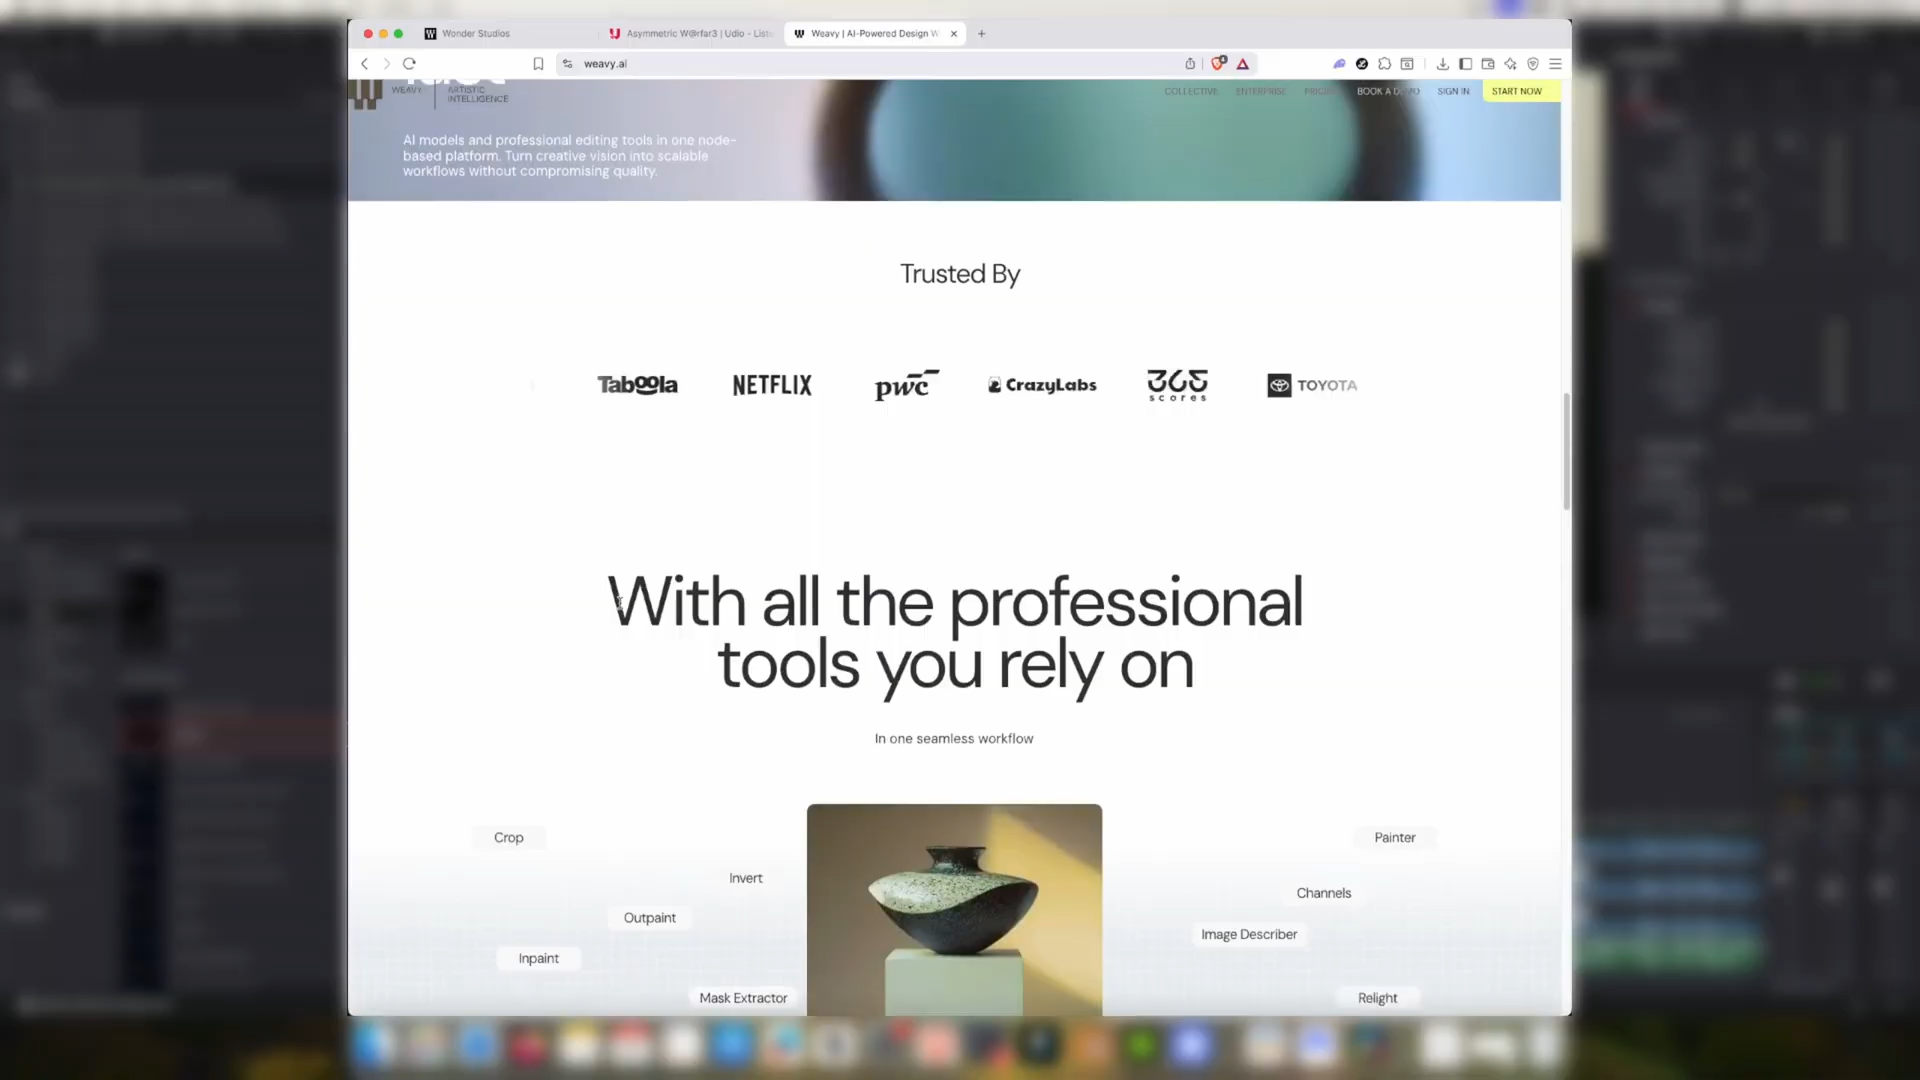 Wonder Studios
Asymmetric W@rfar3 | Udio - List
Weavy | AI-Powered Design W
weavy.ai
WEAVY
ARTISTIC
INTELLIGENCE
COLLECTIVE
ENTERPRISE
BOOK A DEMO
SIGN IN
START NOW
AI models and professional editing tools in one node-
based platform. Turn creative vision into scalable
workflows without compromising quality.
Trusted By
Taboola
NETFLIX
pwc
CrazyLabs
365
scores
TOYOTA
With all the professional
tools you rely on
In one seamless workflow
Crop
Painter
Invert
Channels
Outpaint
Image Describer
Inpaint
Mask Extractor
Relight